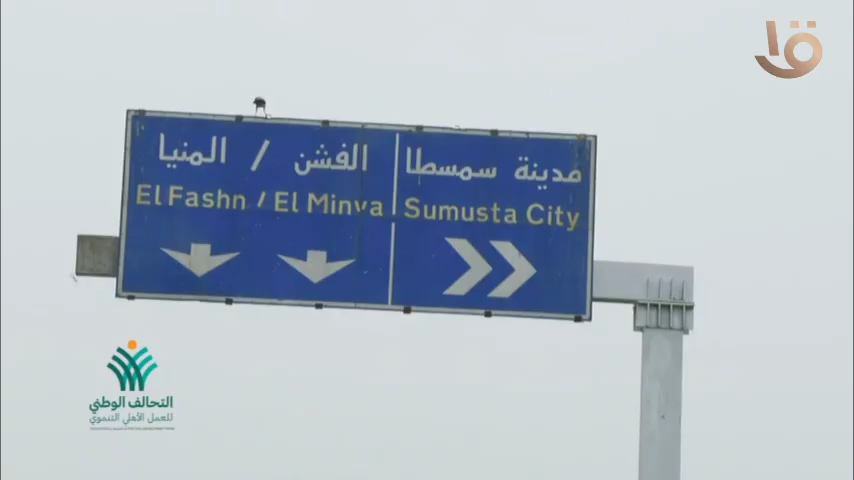 مدينة سمسطا
الفشن / المنيا
El Fashn / El Minya
Sumusta City
التحالف الوطني
للعمل الأهلي التنموي